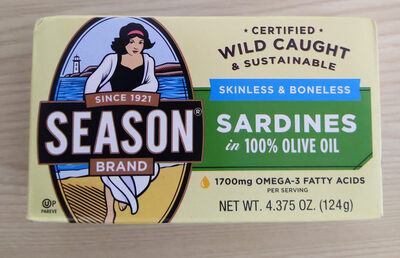 CERTIFIED
WILD CAUGHT
& SUSTAINABLE
SKINLESS & BONELESS
SINCE 1921
SEASON®
BRAND
SARDINES
in 100% OLIVE OIL
1700mg OMEGA-3 FATTY ACIDS
PER SERVING
NET WT. 4.375 OZ. (124g)
U P
PAREVE